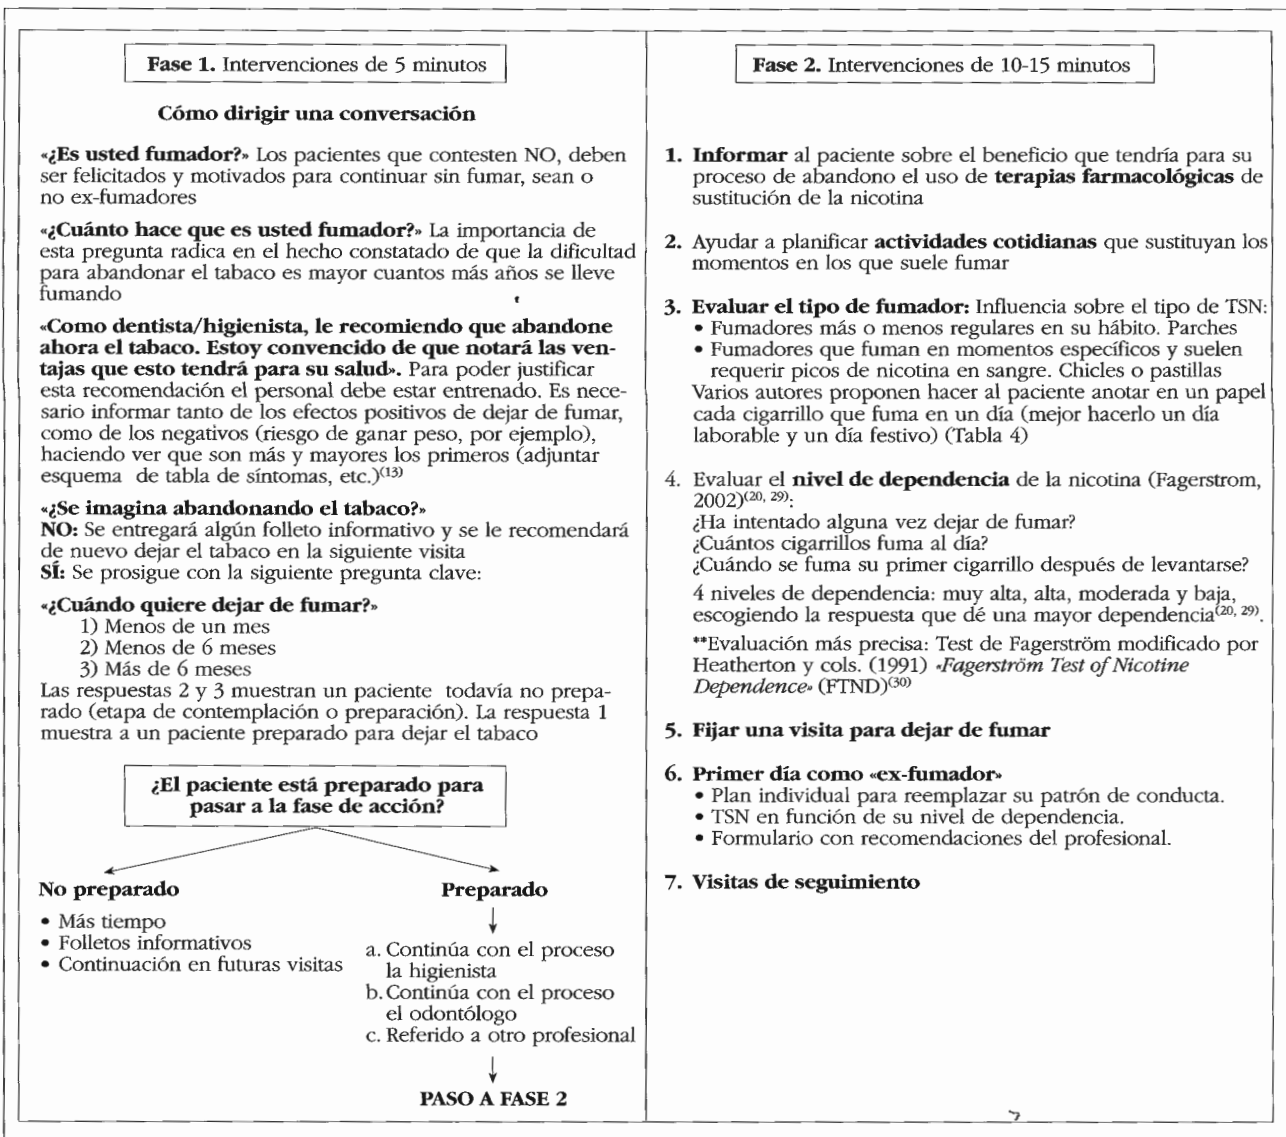 Fase 1. Intervenciones de 5 minutos
Cómo dirigir una conversación
«¿Es usted fumador?» Los pacientes que contesten NO, deben
ser felicitados y motivados para continuar sin fumar, sean o
no ex-fumadores
«¿Cuánto hace que es usted fumador?» La importancia de
esta pregunta radica en el hecho constatado de que la dificultad
para abandonar el tabaco es mayor cuantos más años se lleve
fumando
«Como dentista/higienista, le recomiendo que abandone
ahora el tabaco. Estoy convencido de que notará las ven-
tajas que esto tendrá para su salud». Para poder justificar
esta recomendación el personal debe estar entrenado. Es nece-
sario informar tanto de los efectos positivos de dejar de fumar,
como de los negativos (riesgo de ganar peso, por ejemplo),
haciendo ver que son más y mayores los primeros (adjuntar
esquema de tabla de síntomas, etc.)(13)
«¿Se imagina abandonando el tabaco?»
NO: Se entregará algún folleto informativo y se le recomendará
de nuevo dejar el tabaco en la siguiente visita
SÍ: Se prosigue con la siguiente pregunta clave:
«¿Cuándo quiere dejar de fumar?»
1) Menos de un mes
2) Menos de 6 meses
3) Más de 6 meses
Las respuestas 2 y 3 muestran un paciente todavía no prepa-
rado (etapa de contemplación o preparación). La respuesta 1
muestra a un paciente preparado para dejar el tabaco
¿El paciente está preparado para
pasar a la fase de acción?
No preparado
• Más tiempo
• Folletos informativos
• Continuación en futuras visitas
Preparado
a. Continúa con el proceso
la higienista
b. Continúa con el proceso
el odontólogo
c. Referido a otro profesional
PASO A FASE 2
Fase 2. Intervenciones de 10-15 minutos
1. Informar al paciente sobre el beneficio que tendría para su
proceso de abandono el uso de terapias farmacológicas de
sustitución de la nicotina
2. Ayudar a planificar actividades cotidianas que sustituyan los
momentos en los que suele fumar
3. Evaluar el tipo de fumador: Influencia sobre el tipo de TSN:
• Fumadores más o menos regulares en su hábito. Parches
• Fumadores que fuman en momentos específicos y suelen
requerir picos de nicotina en sangre. Chicles o pastillas
Varios autores proponen hacer al paciente anotar en un papel
cada cigarrillo que fuma en un día (mejor hacerlo un día
laborable y un día festivo) (Tabla 4)
4. Evaluar el nivel de dependencia de la nicotina (Fagerstrom,
2002)(20, 29):
¿Ha intentado alguna vez dejar de fumar?
¿Cuántos cigarrillos fuma al día?
¿Cuándo se fuma su primer cigarrillo después de levantarse?
4 niveles de dependencia: muy alta, alta, moderada y baja,
escogiendo la respuesta que dé una mayor dependencia(20, 29).
**Evaluación más precisa: Test de Fagerström modificado por
Heatherton y cols. (1991) «Fagerström Test of Nicotine
Dependence» (FTND)(30)
5. Fijar una visita para dejar de fumar
6. Primer día como «ex-fumador»
• Plan individual para reemplazar su patrón de conducta.
• TSN en función de su nivel de dependencia.
• Formulario con recomendaciones del profesional.
7. Visitas de seguimiento